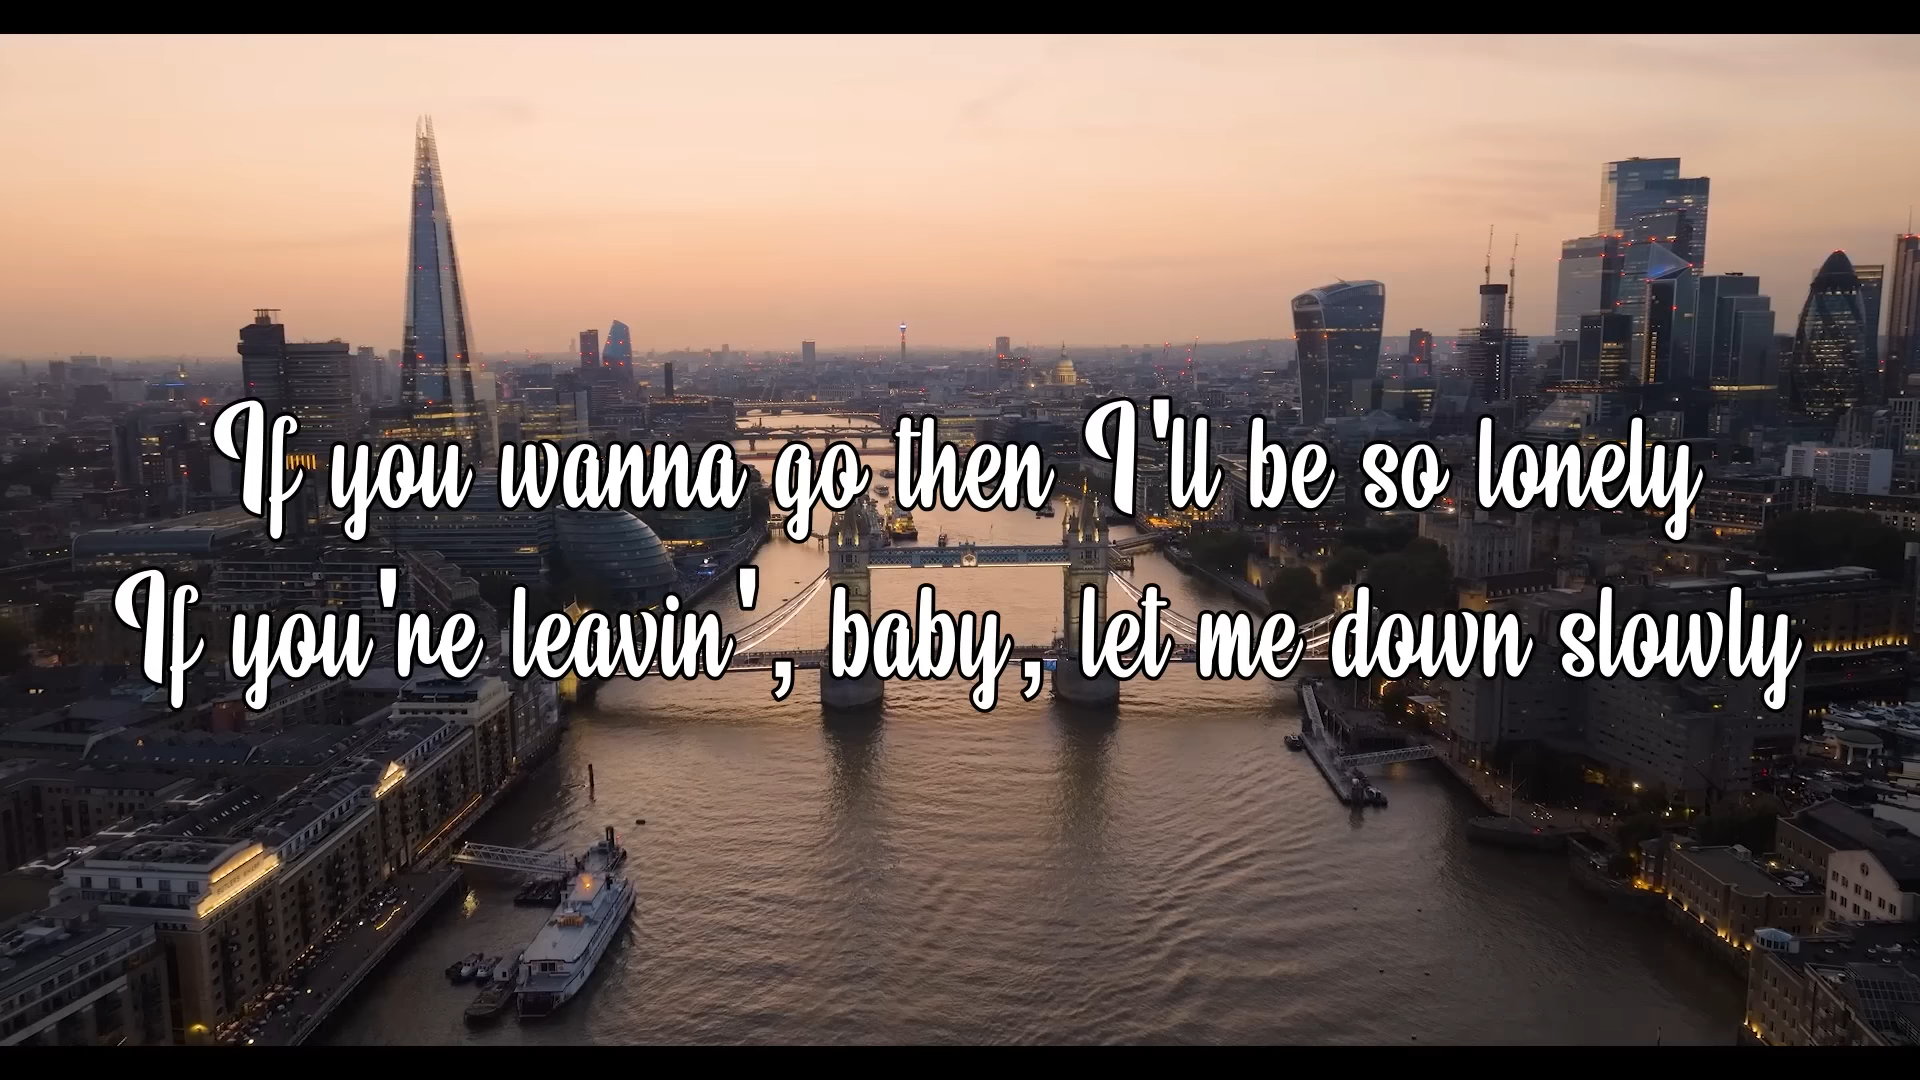 If you wanna go then I'll be so lonely
If you're leavin', baby, let me down slowly